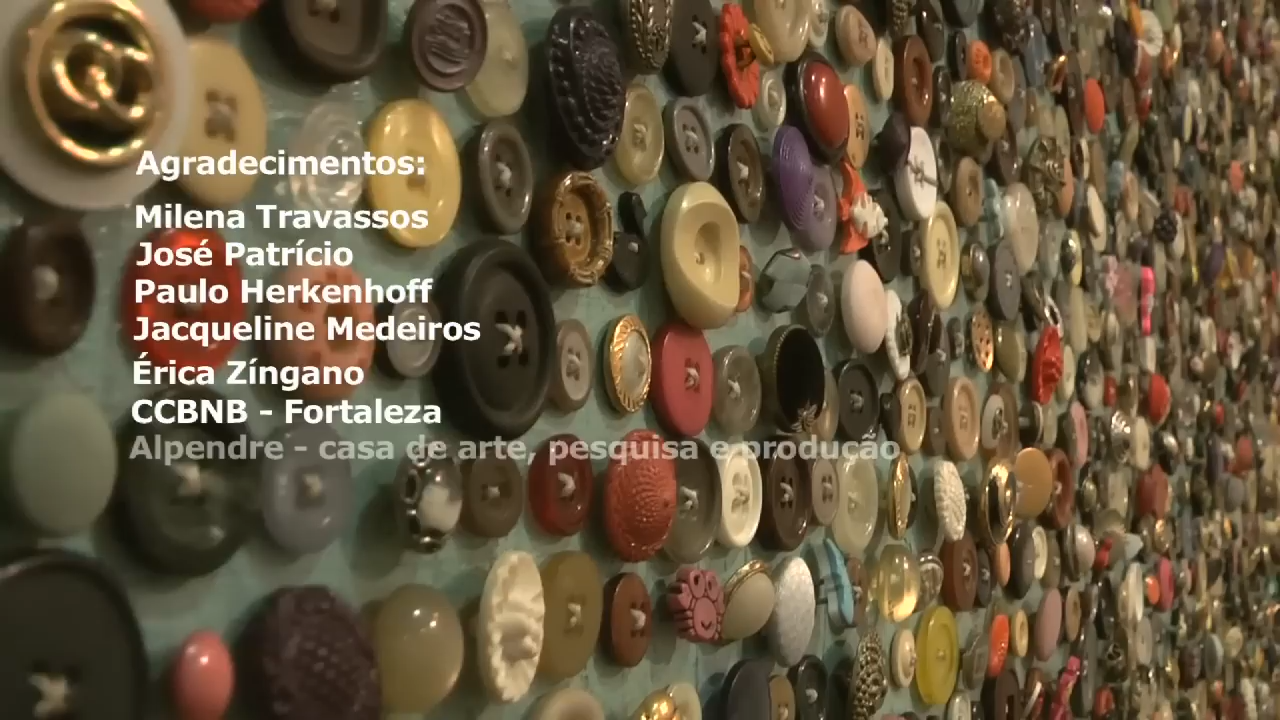 Agradecimentos:
Milena Travassos
José Patrício
Paulo Herkenhoff
Jacqueline Medeiros
Érica Zíngano
CCBNB - Fortaleza
Alpendre - casa de arte, pesquisa e produção